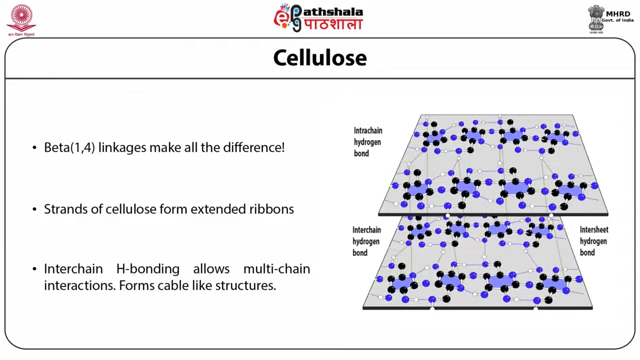 ePathshala
पाठशाला
MHRD
Govt. of India
Cellulose
• Beta(1,4) linkages make all the difference!
• Strands of cellulose form extended ribbons
• Interchain H-bonding allows multi-chain
interactions. Forms cable like structures.
Intrachain
hydrogen
bond
Interchain
hydrogen
bond
Intersheet
hydrogen
bond